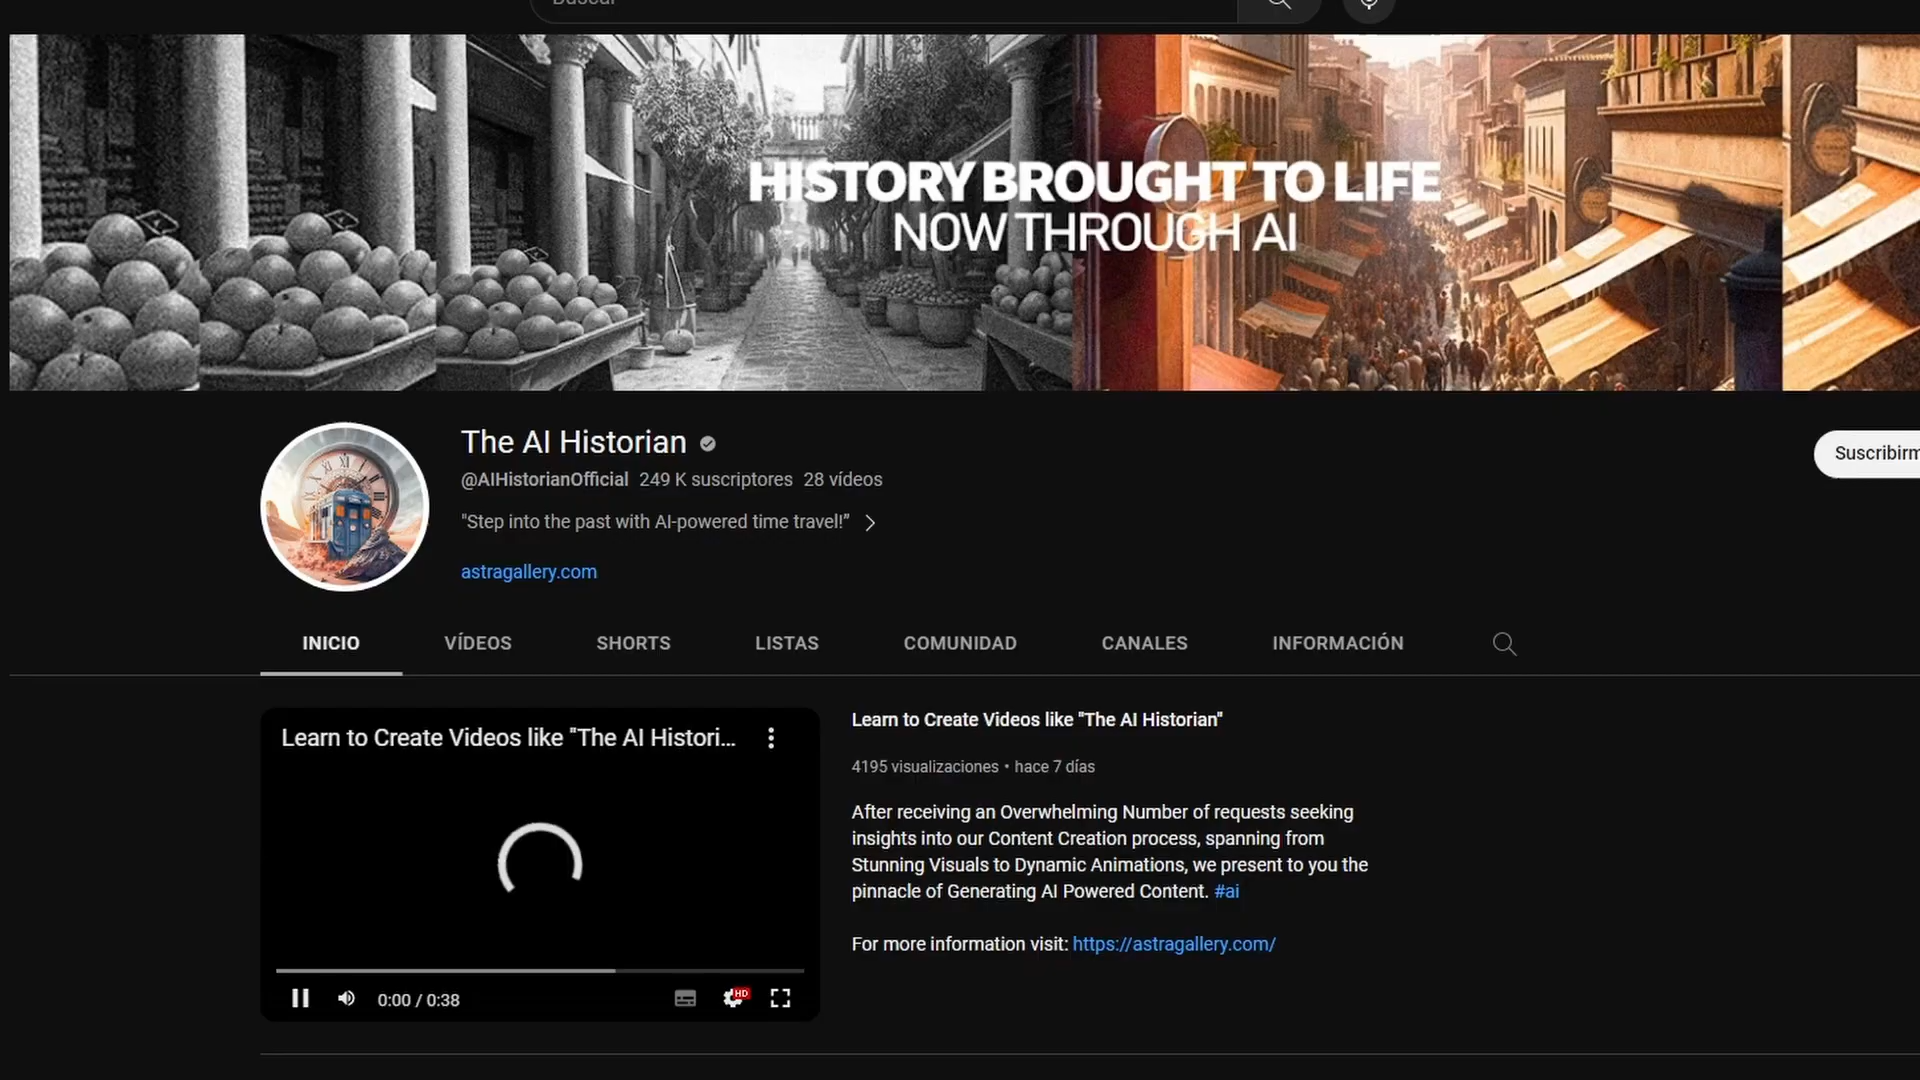 Buscar
HISTORY BROUGHT TO LIFE
NOW THROUGH AI
The AI Historian
@AIHistorianOfficial 249 K suscriptores 28 vídeos
"Step into the past with AI-powered time travel!"
astragallery.com
Suscribirm
INICIO VÍDEOS SHORTS LISTAS COMUNIDAD CANALES INFORMACIÓN
Learn to Create Videos like "The AI Histori...
Learn to Create Videos like "The AI Historian"
4195 visualizaciones • hace 7 días
After receiving an Overwhelming Number of requests seeking
insights into our Content Creation process, spanning from
Stunning Visuals to Dynamic Animations, we present to you the
pinnacle of Generating AI Powered Content. #ai
For more information visit: https://astragallery.com/
0:00 / 0:38
HD